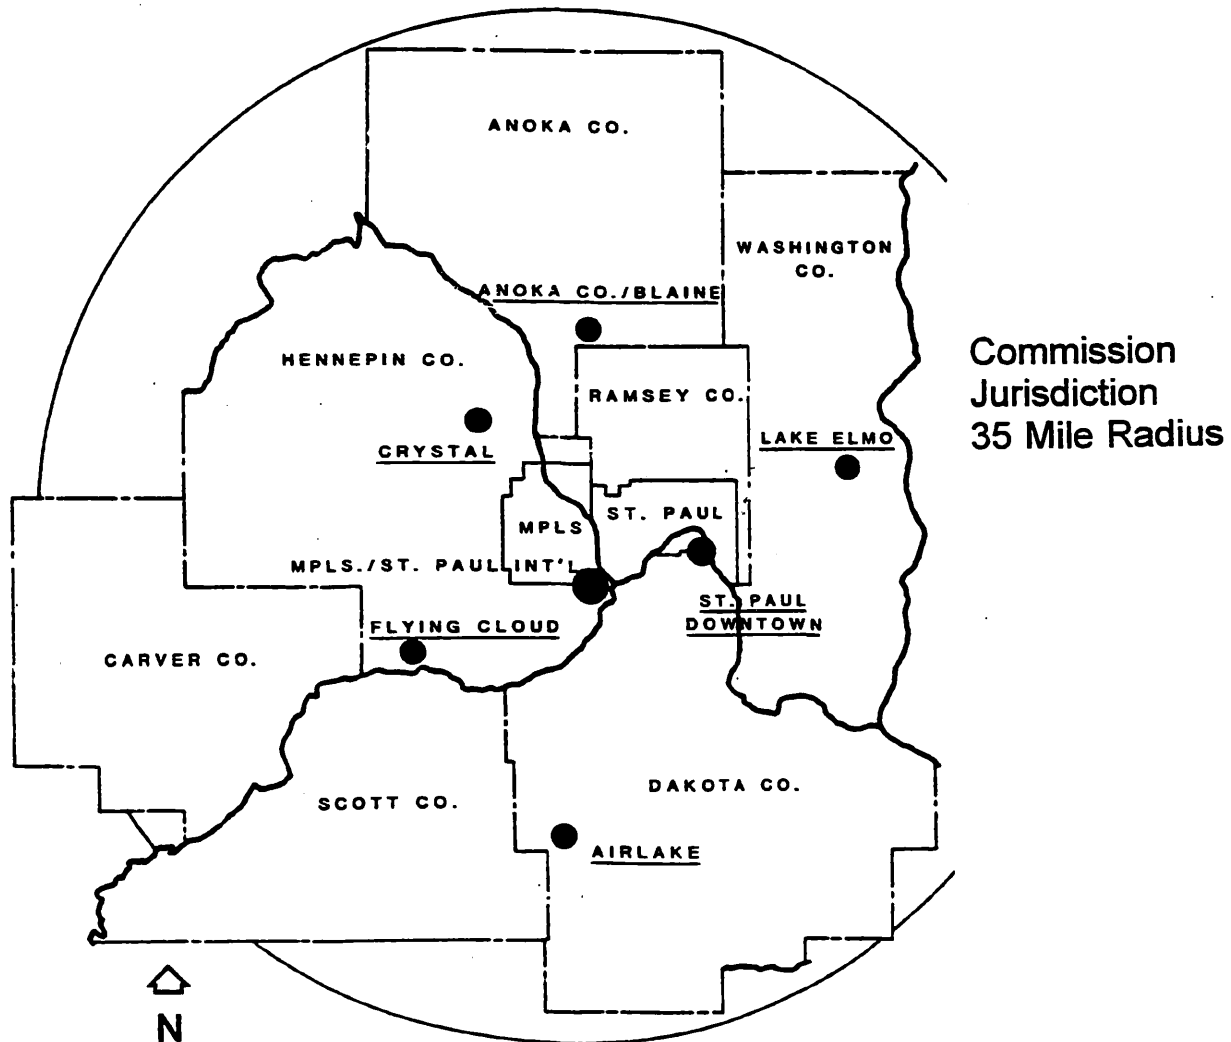 ANOKA CO.
WASHINGTON
CO.
ANOKA CO./BLAINE
HENNEPIN CO.
Commission
Jurisdiction
35 Mile Radius
RAMSEY CO.
LAKE ELMO
CRYSTAL
MPLS
ST. PAUL
MPLS./ST. PAUL INT'L
ST. PAUL
DOWNTOWN
FLYING CLOUD
CARVER CO.
SCOTT CO.
DAKOTA CO.
AIRLAKE
N